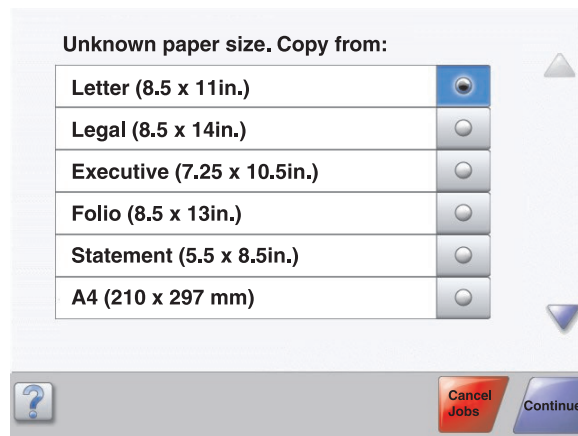 Unknown paper size. Copy from:
Letter (8.5 x 11in.)
Legal (8.5 x 14in.)
Executive (7.25 x 10.5in.)
Folio (8.5 x 13in.)
Statement (5.5 x 8.5in.)
A4 (210 x 297 mm)
?
Cancel
Jobs
Continue